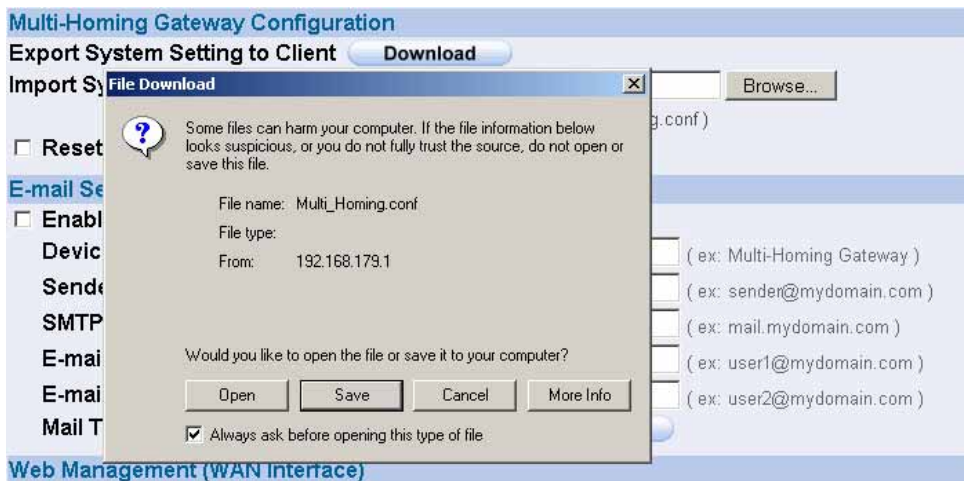 Multi-Homing Gateway Configuration
Export System Setting to Client Download
Import Sy
Browse...
g.conf )
Reset
E-mail Se
Enabl
Devic
( ex: Multi-Homing Gateway )
Sende
( ex: sender@mydomain.com )
SMTP
( ex: mail.mydomain.com )
E-mai
( ex: user1@mydomain.com )
E-mai
( ex: user2@mydomain.com )
Mail T
Web Management (WAN Interface)
File Download
Some files can harm your computer. If the file information below
looks suspicious, or you do not fully trust the source, do not open or
save this file.
File name: Multi_Homing.conf
File type:
From: 192.168.179.1
Would you like to open the file or save it to your computer?
Open Save Cancel More Info
Always ask before opening this type of file